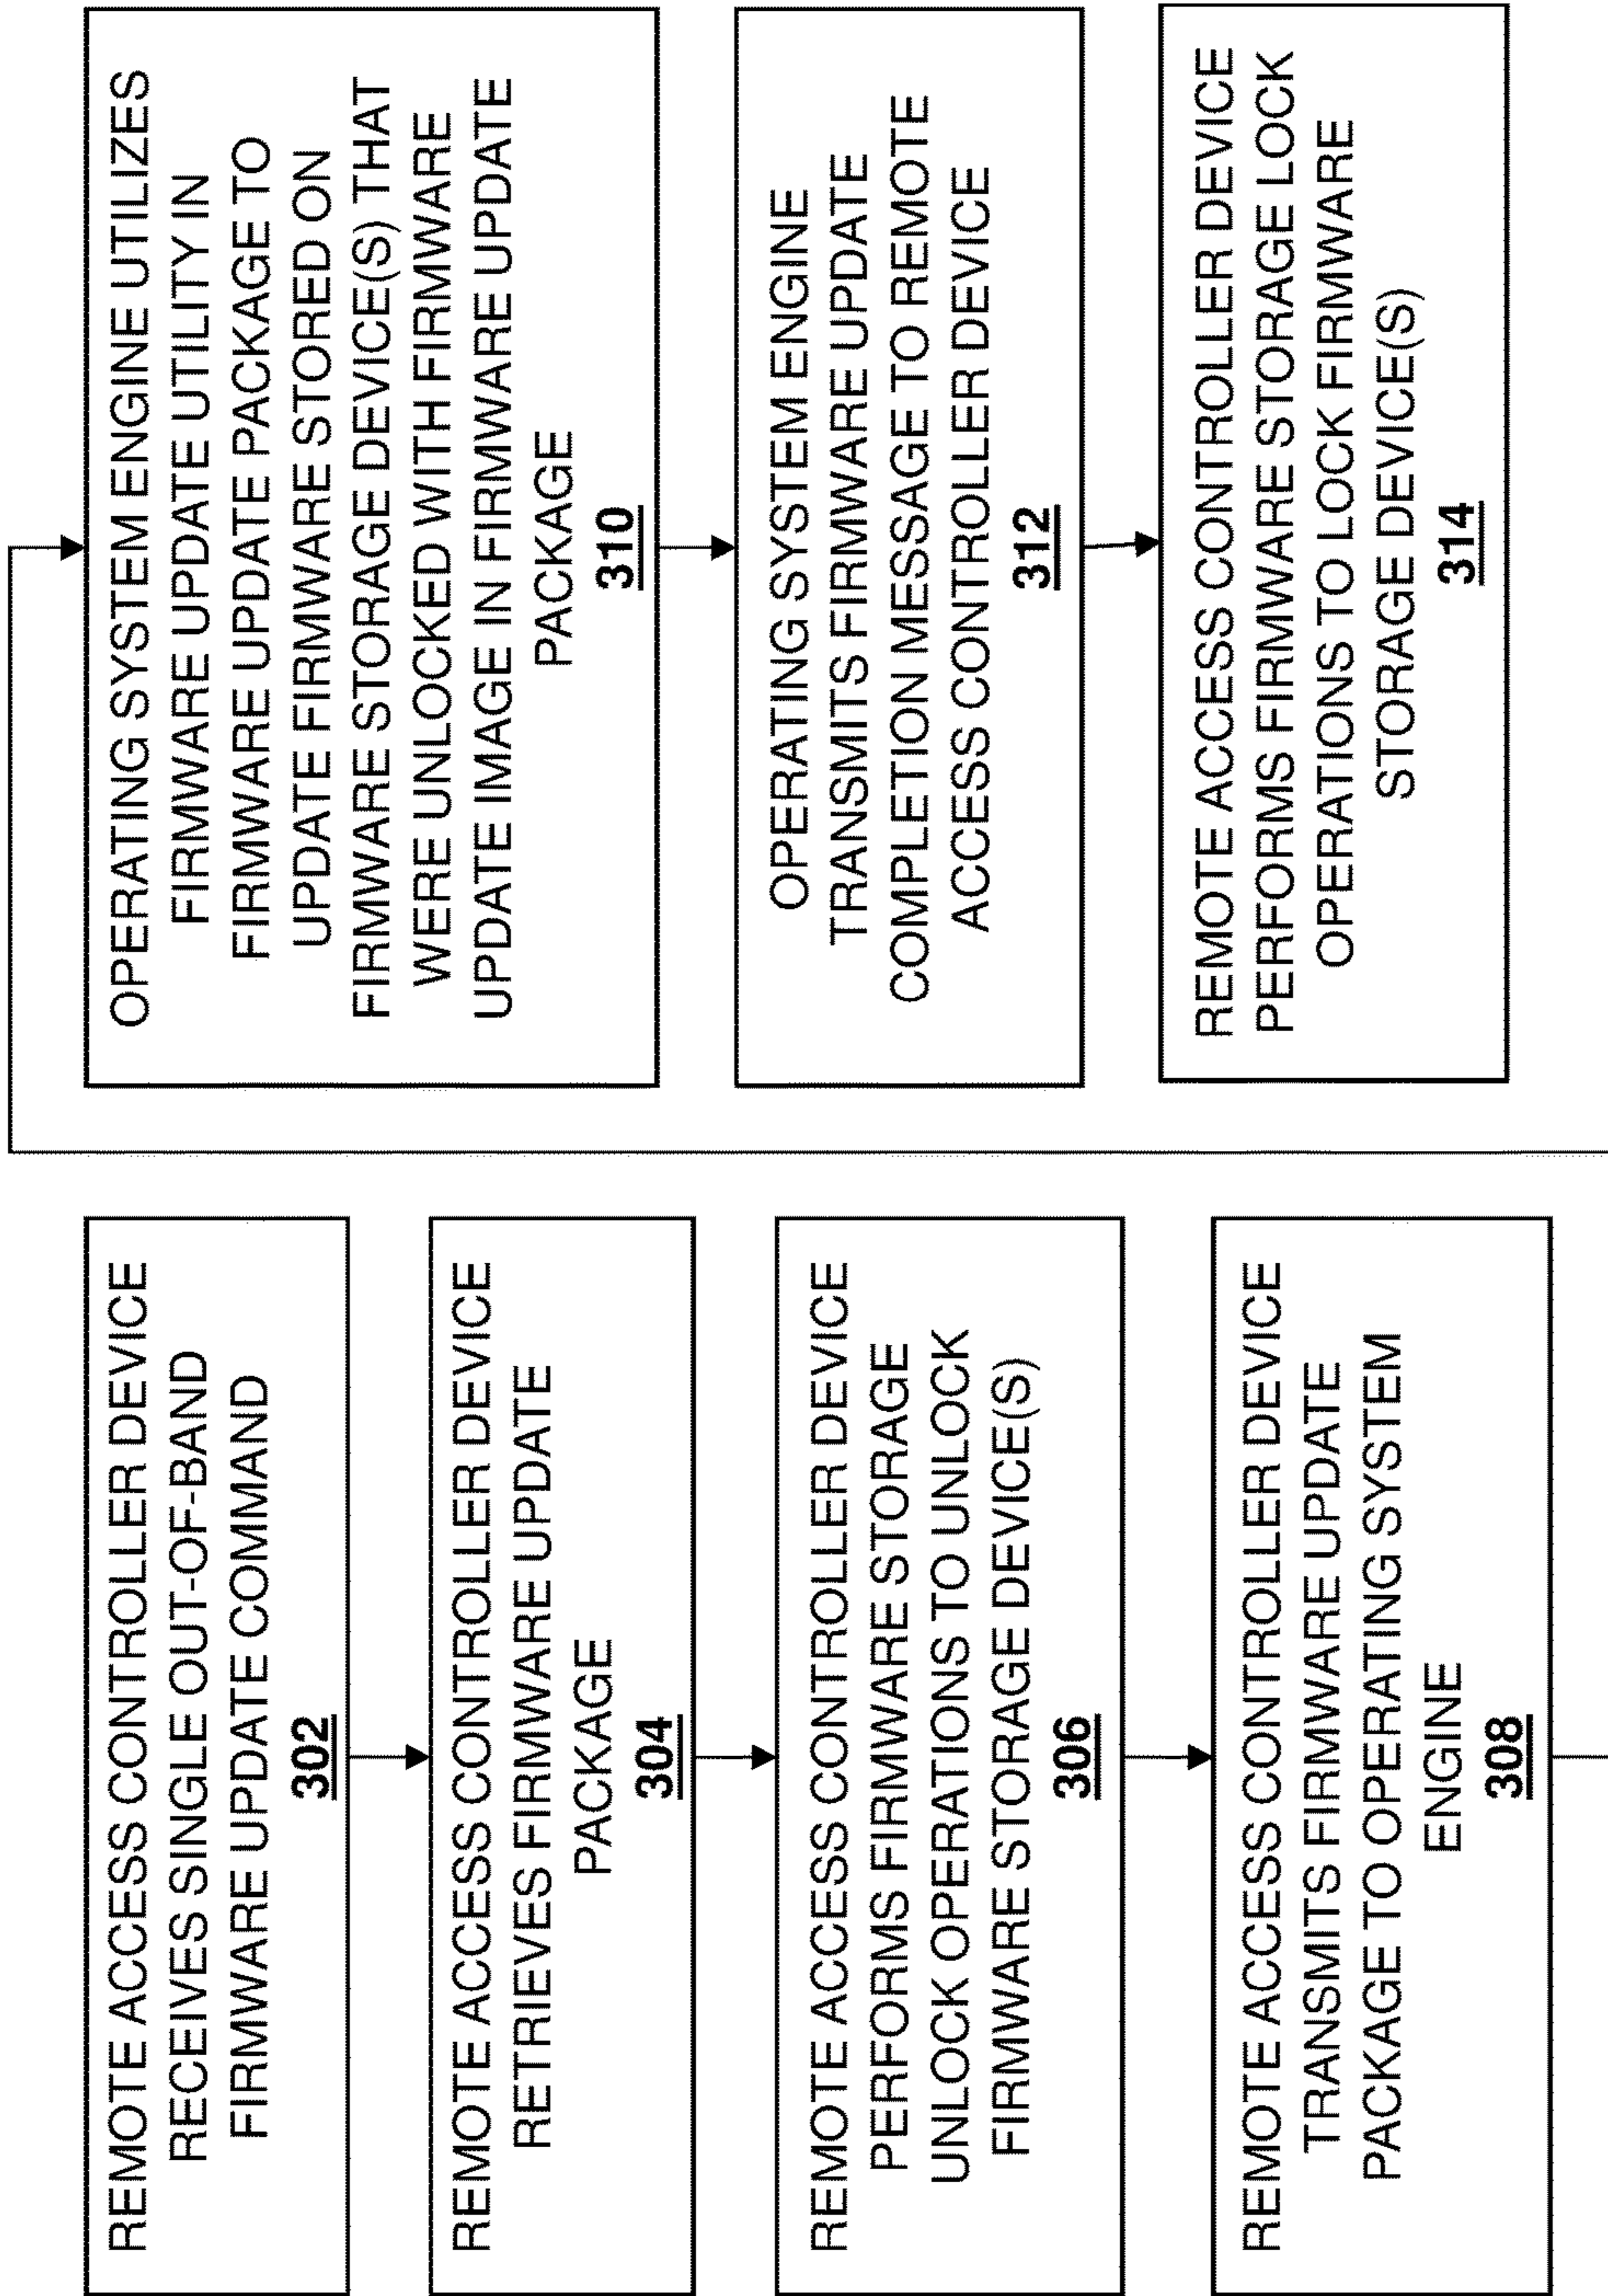 REMOTE ACCESS CONTROLLER DEVICE
RECEIVES SINGLE OUT-OF-BAND
FIRMWARE UPDATE COMMAND
302
REMOTE ACCESS CONTROLLER DEVICE
RETRIEVES FIRMWARE UPDATE
PACKAGE
304
REMOTE ACCESS CONTROLLER DEVICE
PERFORMS FIRMWARE STORAGE
UNLOCK OPERATIONS TO UNLOCK
FIRMWARE STORAGE DEVICE(S)
306
REMOTE ACCESS CONTROLLER DEVICE
TRANSMITS FIRMWARE UPDATE
PACKAGE TO OPERATING SYSTEM
ENGINE
308
OPERATING SYSTEM ENGINE UTILIZES
FIRMWARE UPDATE UTILITY IN
FIRMWARE UPDATE PACKAGE TO
UPDATE FIRMWARE STORED ON
FIRMWARE STORAGE DEVICE(S) THAT
WERE UNLOCKED WITH FIRMWARE
UPDATE IMAGE IN FIRMWARE UPDATE
PACKAGE
310
OPERATING SYSTEM ENGINE
TRANSMITS FIRMWARE UPDATE
COMPLETION MESSAGE TO REMOTE
ACCESS CONTROLLER DEVICE
312
REMOTE ACCESS CONTROLLER DEVICE
PERFORMS FIRMWARE STORAGE LOCK
OPERATIONS TO LOCK FIRMWARE
STORAGE DEVICE(S)
314